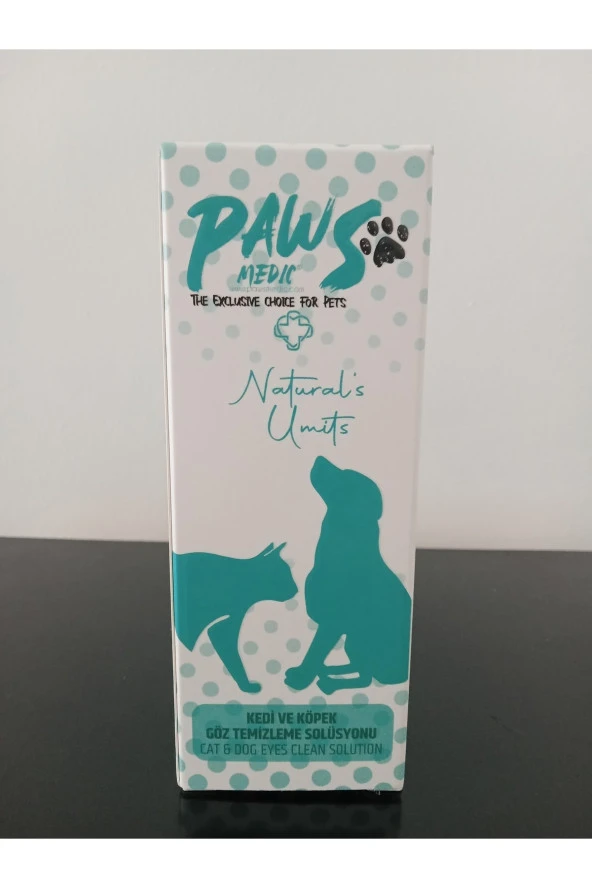 PAWS
MEDIC
THE EXCLUSIVE CHOICE FOR PETS
Natural's
Umits
KEDİ VE KÖPEK
GÖZ TEMİZLEME SOLÜSYONU
CAT & DOG EYES CLEAN SOLUTION